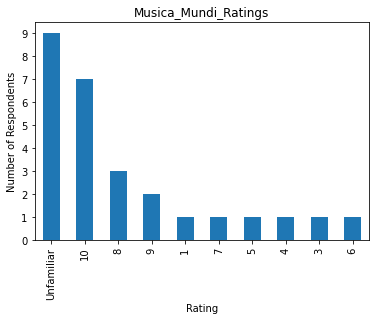 Musica_Mundi_Ratings
Number of Respondents
9
8
7
6
5
4
3
2
1
0
Unfamiliar 10 8 9 1 7 5 4 3 6
Rating